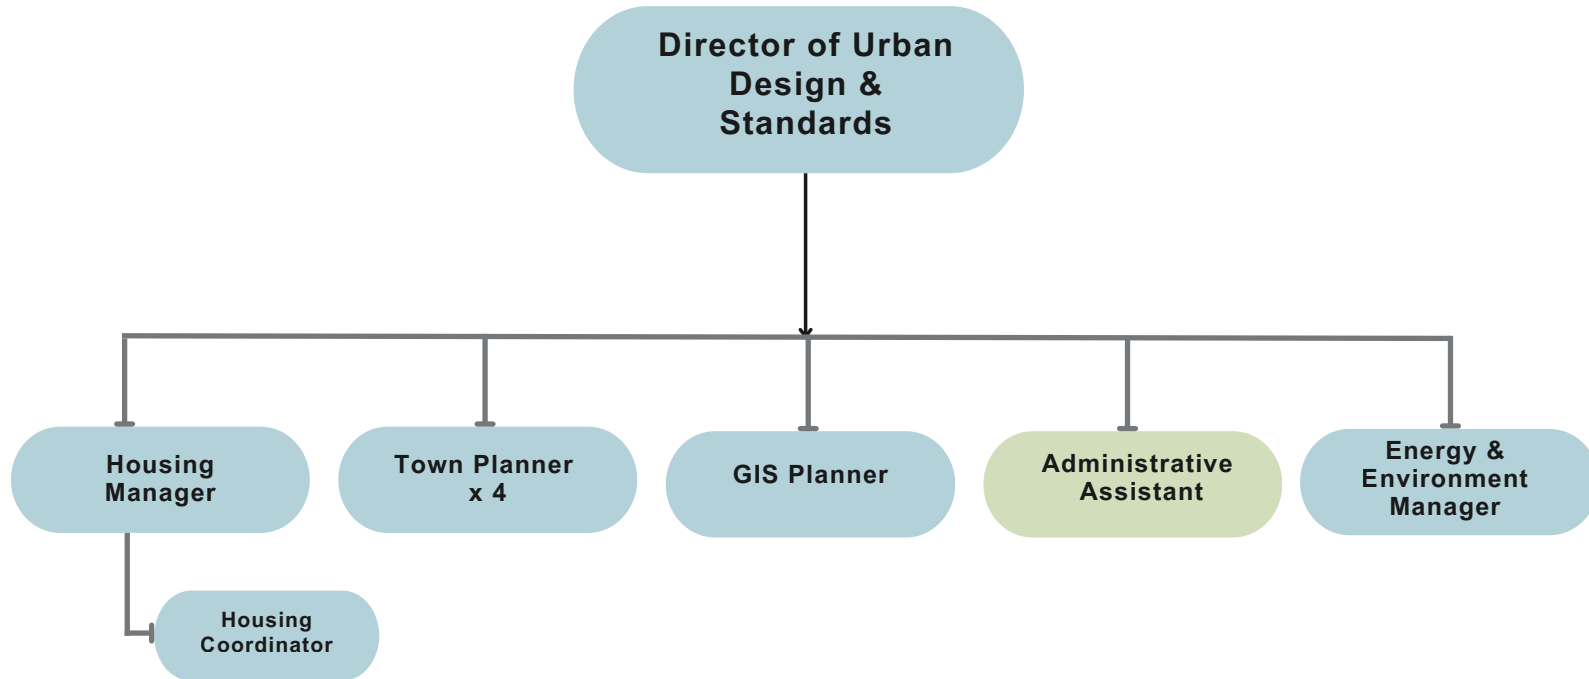 Director of Urban
Design &
Standards
Housing
Manager
Town Planner
x 4
GIS Planner
Administrative
Assistant
Energy &
Environment
Manager
Housing
Coordinator